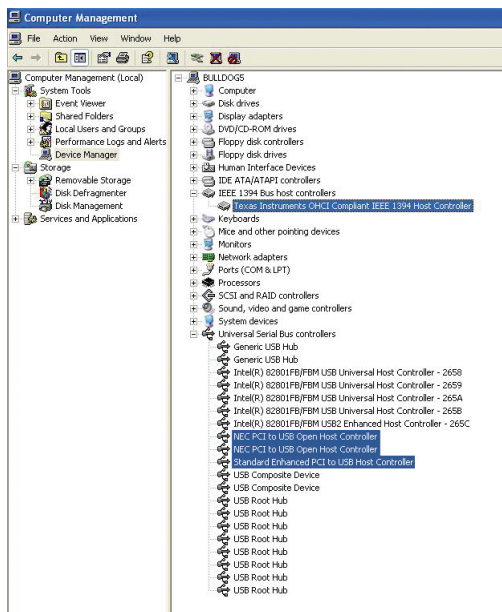 Computer Management
File Action View Window Help
Computer Management (Local)
System Tools
Event Viewer
Shared Folders
Local Users and Groups
Performance Logs and Alerts
Device Manager
Storage
Removable Storage
Disk Defragmenter
Disk Management
Services and Applications
BULLDOG5
Computer
Disk drives
Display adapters
DVD/CD-ROM drives
Floppy disk controllers
Floppy disk drives
Human Interface Devices
IDE ATA/ATAPI controllers
IEEE 1394 Bus host controllers
Texas Instruments OHCI Compliant IEEE 1394 Host Controller
Keyboards
Mice and other pointing devices
Monitors
Network adapters
Ports (COM & LPT)
Processors
SCSI and RAID controllers
Sound, video and game controllers
System devices
Universal Serial Bus controllers
Generic USB Hub
Generic USB Hub
Intel(R) 82801FB/FBM USB Universal Host Controller - 2658
Intel(R) 82801FB/FBM USB Universal Host Controller - 2659
Intel(R) 82801FB/FBM USB Universal Host Controller - 265A
Intel(R) 82801FB/FBM USB Universal Host Controller - 265B
Intel(R) 82801FB/FBM USB2 Enhanced Host Controller - 265C
NEC PCI to USB Open Host Controller
NEC PCI to USB Open Host Controller
Standard Enhanced PCI to USB Host Controller
USB Composite Device
USB Composite Device
USB Root Hub
USB Root Hub
USB Root Hub
USB Root Hub
USB Root Hub
USB Root Hub
USB Root Hub
USB Root Hub